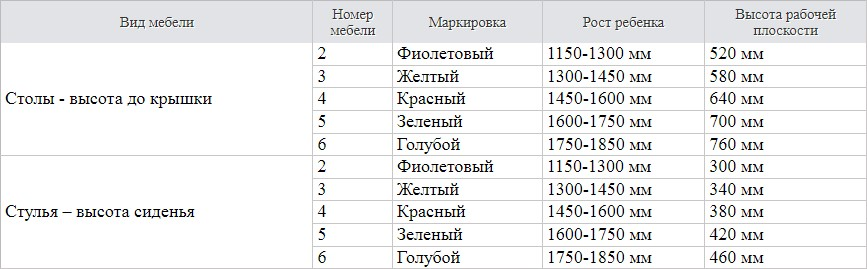 Вид мебели Номер мебели Маркировка Рост ребенка Высота рабочей плоскости
Столы - высота до крышки 2 Фиолетовый 1150-1300 мм 520 мм
3 Желтый 1300-1450 мм 580 мм
4 Красный 1450-1600 мм 640 мм
5 Зеленый 1600-1750 мм 700 мм
6 Голубой 1750-1850 мм 760 мм
Стулья – высота сиденья 2 Фиолетовый 1150-1300 мм 300 мм
3 Желтый 1300-1450 мм 340 мм
4 Красный 1450-1600 мм 380 мм
5 Зеленый 1600-1750 мм 420 мм
6 Голубой 1750-1850 мм 460 мм